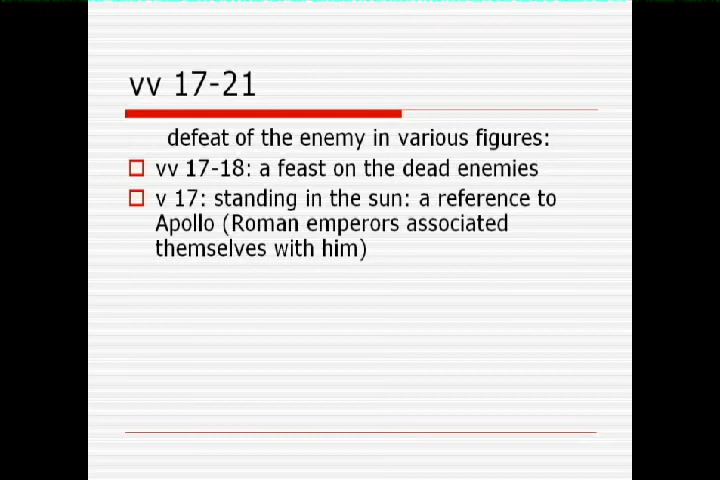 vv 17-21
defeat of the enemy in various figures:
vv 17-18: a feast on the dead enemies
v 17: standing in the sun: a reference to
Apollo (Roman emperors associated
themselves with him)